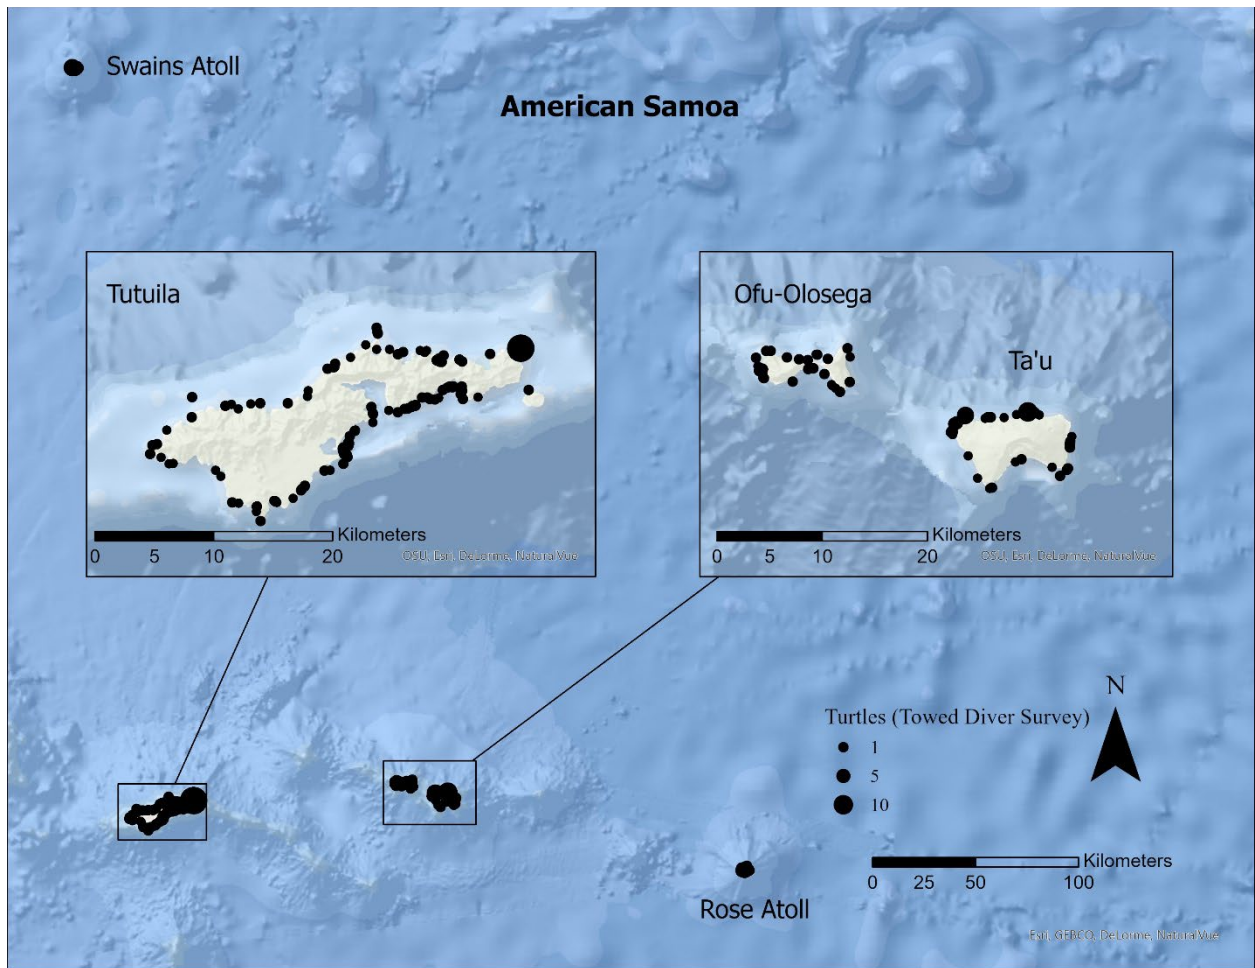 Swains Atoll
American Samoa
Tutuila
Kilometers
0 5 10 20
OSU, Esri, DeLorme, NaturalVue
Ofu-Olosega
Ta'u
Kilometers
0 5 10 20
OSU, Esri, DeLorme, NaturalVue
N
Turtles (Towed Diver Survey)
1
5
10
Kilometers
0 25 50 100
Rose Atoll
Esri, GEBCO, DeLorme, NaturalVue